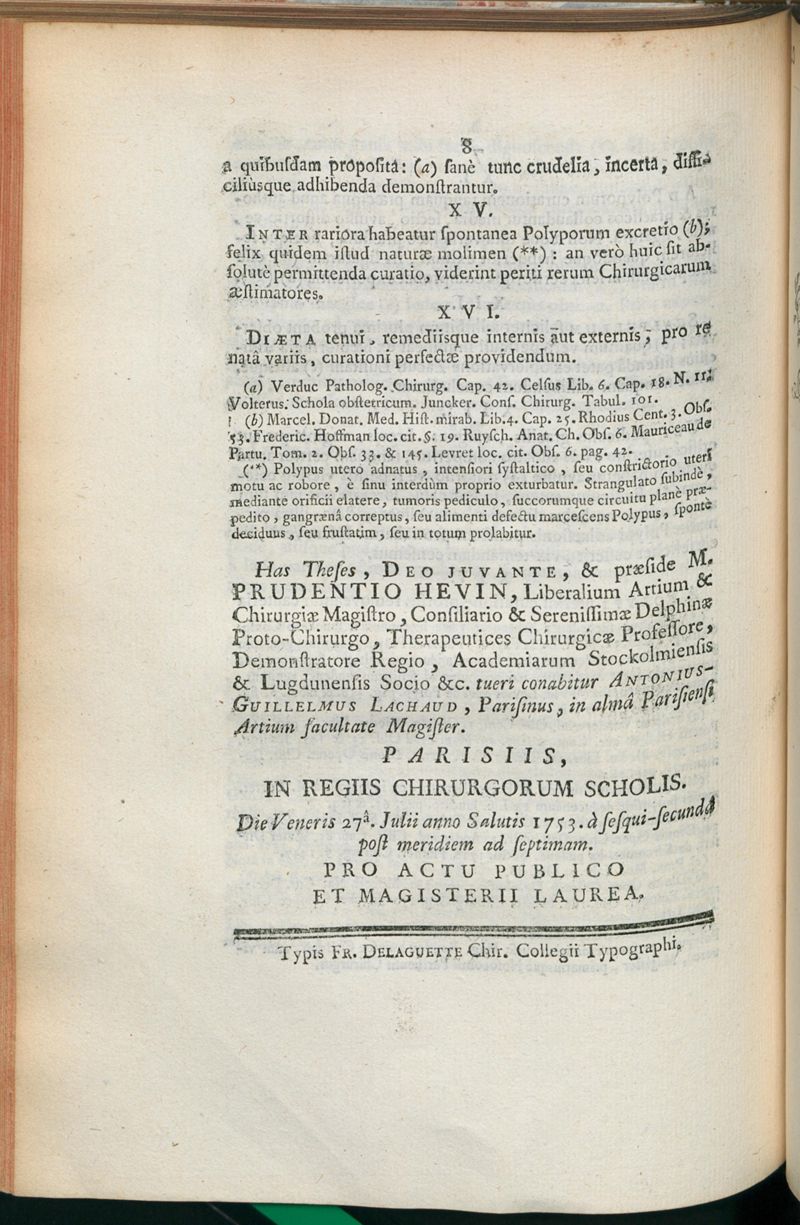 8
a quibuſdam propoſita: (a) ſanè tunc crudelia, incerta, diffi-
ciliùsque adhibenda demonſtrantur.
X V.
INTER rariora habeatur ſpontanea Polyporum excretio (b);
felix quidem iſtud naturæ molimen (**) : an verò huic ſit ab-
ſolutè permittenda curatio, viderint periti rerum Chirurgicarum
æſtimatores.
X V I.
DIÆTA tenui, remediisque internis aut externis, pro re
natâ variis, curationi perfectæ providendum.
(a) Verduc Patholog. Chirurg. Cap. 42. Celſus Lib. 6. Cap. 18. N. 11.
Volterus. Schola obſtetricum. Juncker. Conſ. Chirurg. Tabul. 101.
(b) Marcel. Donat. Med. Hiſt. mirab. Lib. 4. Cap. 25. Rhodius Cent. 3. Obſ.
53. Frederic. Hoffman loc. cit. §. 19. Ruyſch. Anat. Ch. Obſ. 6. Mauriceau de
Partu. Tom. 2. Obſ. 33. & 145. Levret loc. cit. Obſ. 6. pag. 42.
(**) Polypus utero adnatus, intenſiori ſyſtaltico, ſeu conſtrictorio uteri
motu ac robore, è ſinu interdùm proprio exturbatur. Strangulato ſubindè,
mediante orificii elatere, tumoris pediculo, ſuccorumque circuitu planè præ-
pedito, gangrænâ correptus, ſeu alimenti defectu marceſcens Polypus, ſpontè
deciduus, ſeu fruſtatim, ſeu in totum prolabitur.
Has Theſes, DEO JUVANTE, & præſide M.
PRUDENTIO HEVIN, Liberalium Artium &
Chirurgiæ Magiſtro, Conſiliario & Sereniſſimæ Delphinæ
Proto-Chirurgo, Therapeutices Chirurgicæ Profeſſore,
Demonſtratore Regio, Academiarum Stockolmienſis
& Lugdunenſis Socio &c. tueri conabitur ANTONIUS-
GUILLELMUS LACHAUD, Pariſinus, in almâ Pariſienſi
Artium facultate Magiſter.
PARISIIS,
IN REGIIS CHIRURGORUM SCHOLIS.
Die Veneris 27â. Julii anno Salutis 1753. à ſeſqui-ſecundâ
poſt meridiem ad ſeptimam.
PRO ACTU PUBLICO
ET MAGISTERII LAUREA.
Typis FR. DELAGUETTE Chir. Collegii Typographi.